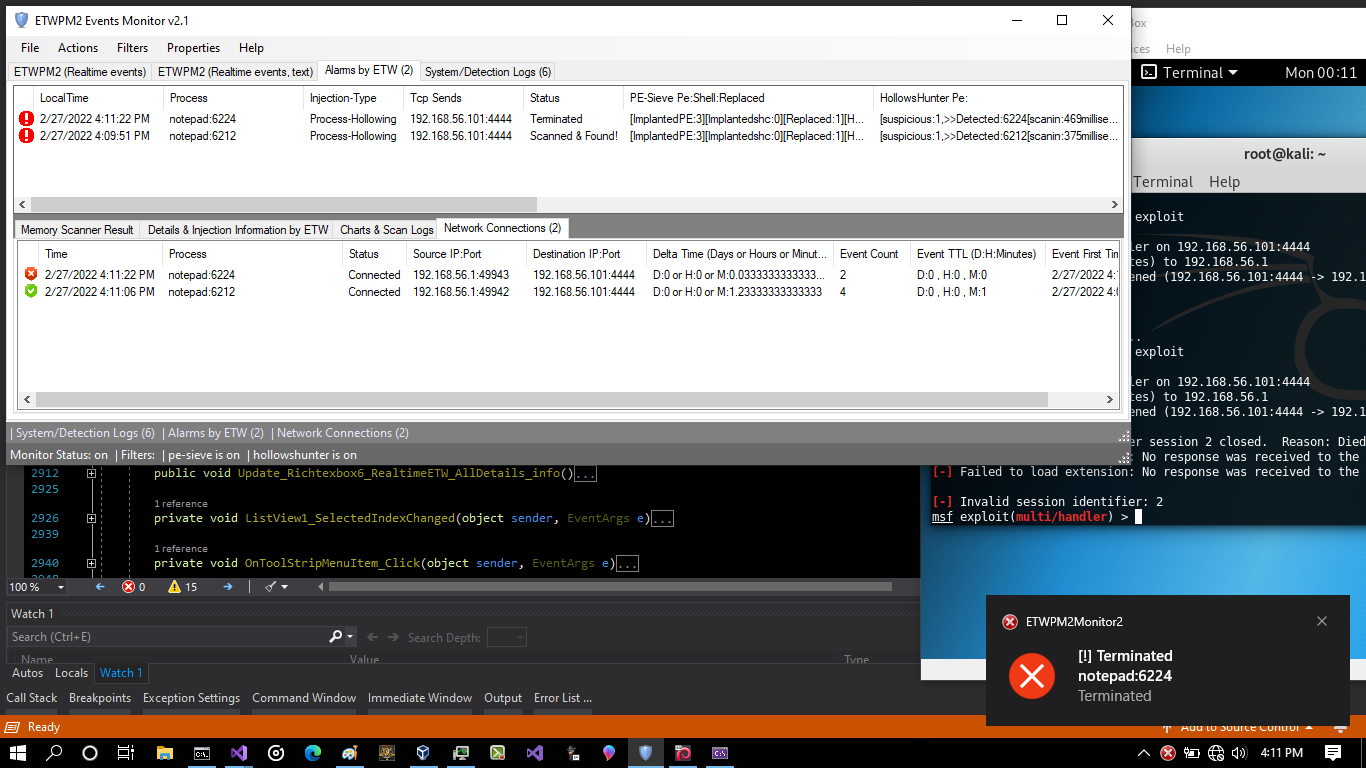 ETWPM2 Events Monitor v2.1
File Actions Filters Properties Help
ETWPM2 (Realtime events) ETWPM2 (Realtime events, text) Alarms by ETW (2) System/Detection Logs (6)
LocalTime Process Injection-Type Tcp Sends Status PE-Sieve Pe:Shell:Replaced HollowsHunter Pe:
2/27/2022 4:11:22 PM notepad:6224 Process-Hollowing 192.168.56.101:4444 Terminated [ImplantedPE:3][Implantedshc:0][Replaced:1][H... [suspicious:1,>>Detected:6224[scanin:469millise...
2/27/2022 4:09:51 PM notepad:6212 Process-Hollowing 192.168.56.101:4444 Scanned & Found! [ImplantedPE:3][Implantedshc:0][Replaced:1][H... [suspicious:1,>>Detected:6212[scanin:375millise...
Memory Scanner Result Details & Injection Information by ETW Charts & Scan Logs Network Connections (2)
Time Process Status Source IP:Port Destination IP:Port Delta Time (Days or Hours or Minut... Event Count Event TTL (D:H:Minutes) Event First Tim
2/27/2022 4:11:22 PM notepad:6224 Connected 192.168.56.1:49943 192.168.56.101:4444 D:0 or H:0 or M:0.0333333333333... 2 D:0 , H:0 , M:0 2/27/2022 4:
2/27/2022 4:11:06 PM notepad:6212 Connected 192.168.56.1:49942 192.168.56.101:4444 D:0 or H:0 or M:1.23333333333333 4 D:0 , H:0 , M:1 2/27/2022 4:0
| System/Detection Logs (6) | Alarms by ETW (2) | Network Connections (2)
Monitor Status: on | Filters: | pe-sieve is on | hollowshunter is on
Box
ices Help
Terminal Mon 00:11
root@kali: ~
Terminal Help
exploit
ler on 192.168.56.101:4444
tes) to 192.168.56.1
ened (192.168.56.101:4444 -> 192.1
..
exploit
ler on 192.168.56.101:4444
tes) to 192.168.56.1
ened (192.168.56.101:4444 -> 192.1
er session 2 closed. Reason: Died
: No response was received to the
[-] Failed to load extension: No response was received to the
[-] Invalid session identifier: 2
msf exploit(multi/handler) >
2912 public void Update_Richtexbox6_RealtimeETW_AllDetails_info()...
2925
1 reference
2926 private void ListView1_SelectedIndexChanged(object sender, EventArgs e)...
2939
1 reference
2940 private void OnToolStripMenuItem_Click(object sender, EventArgs e)...
100 % 0 15
Watch 1
Search (Ctrl+E) Search Depth:
Name Value Type
Autos Locals Watch 1
Call Stack Breakpoints Exception Settings Command Window Immediate Window Output Error List ...
Ready Add to Source Control
ETWPM2Monitor2
[!] Terminated
notepad:6224
Terminated
4:11 PM